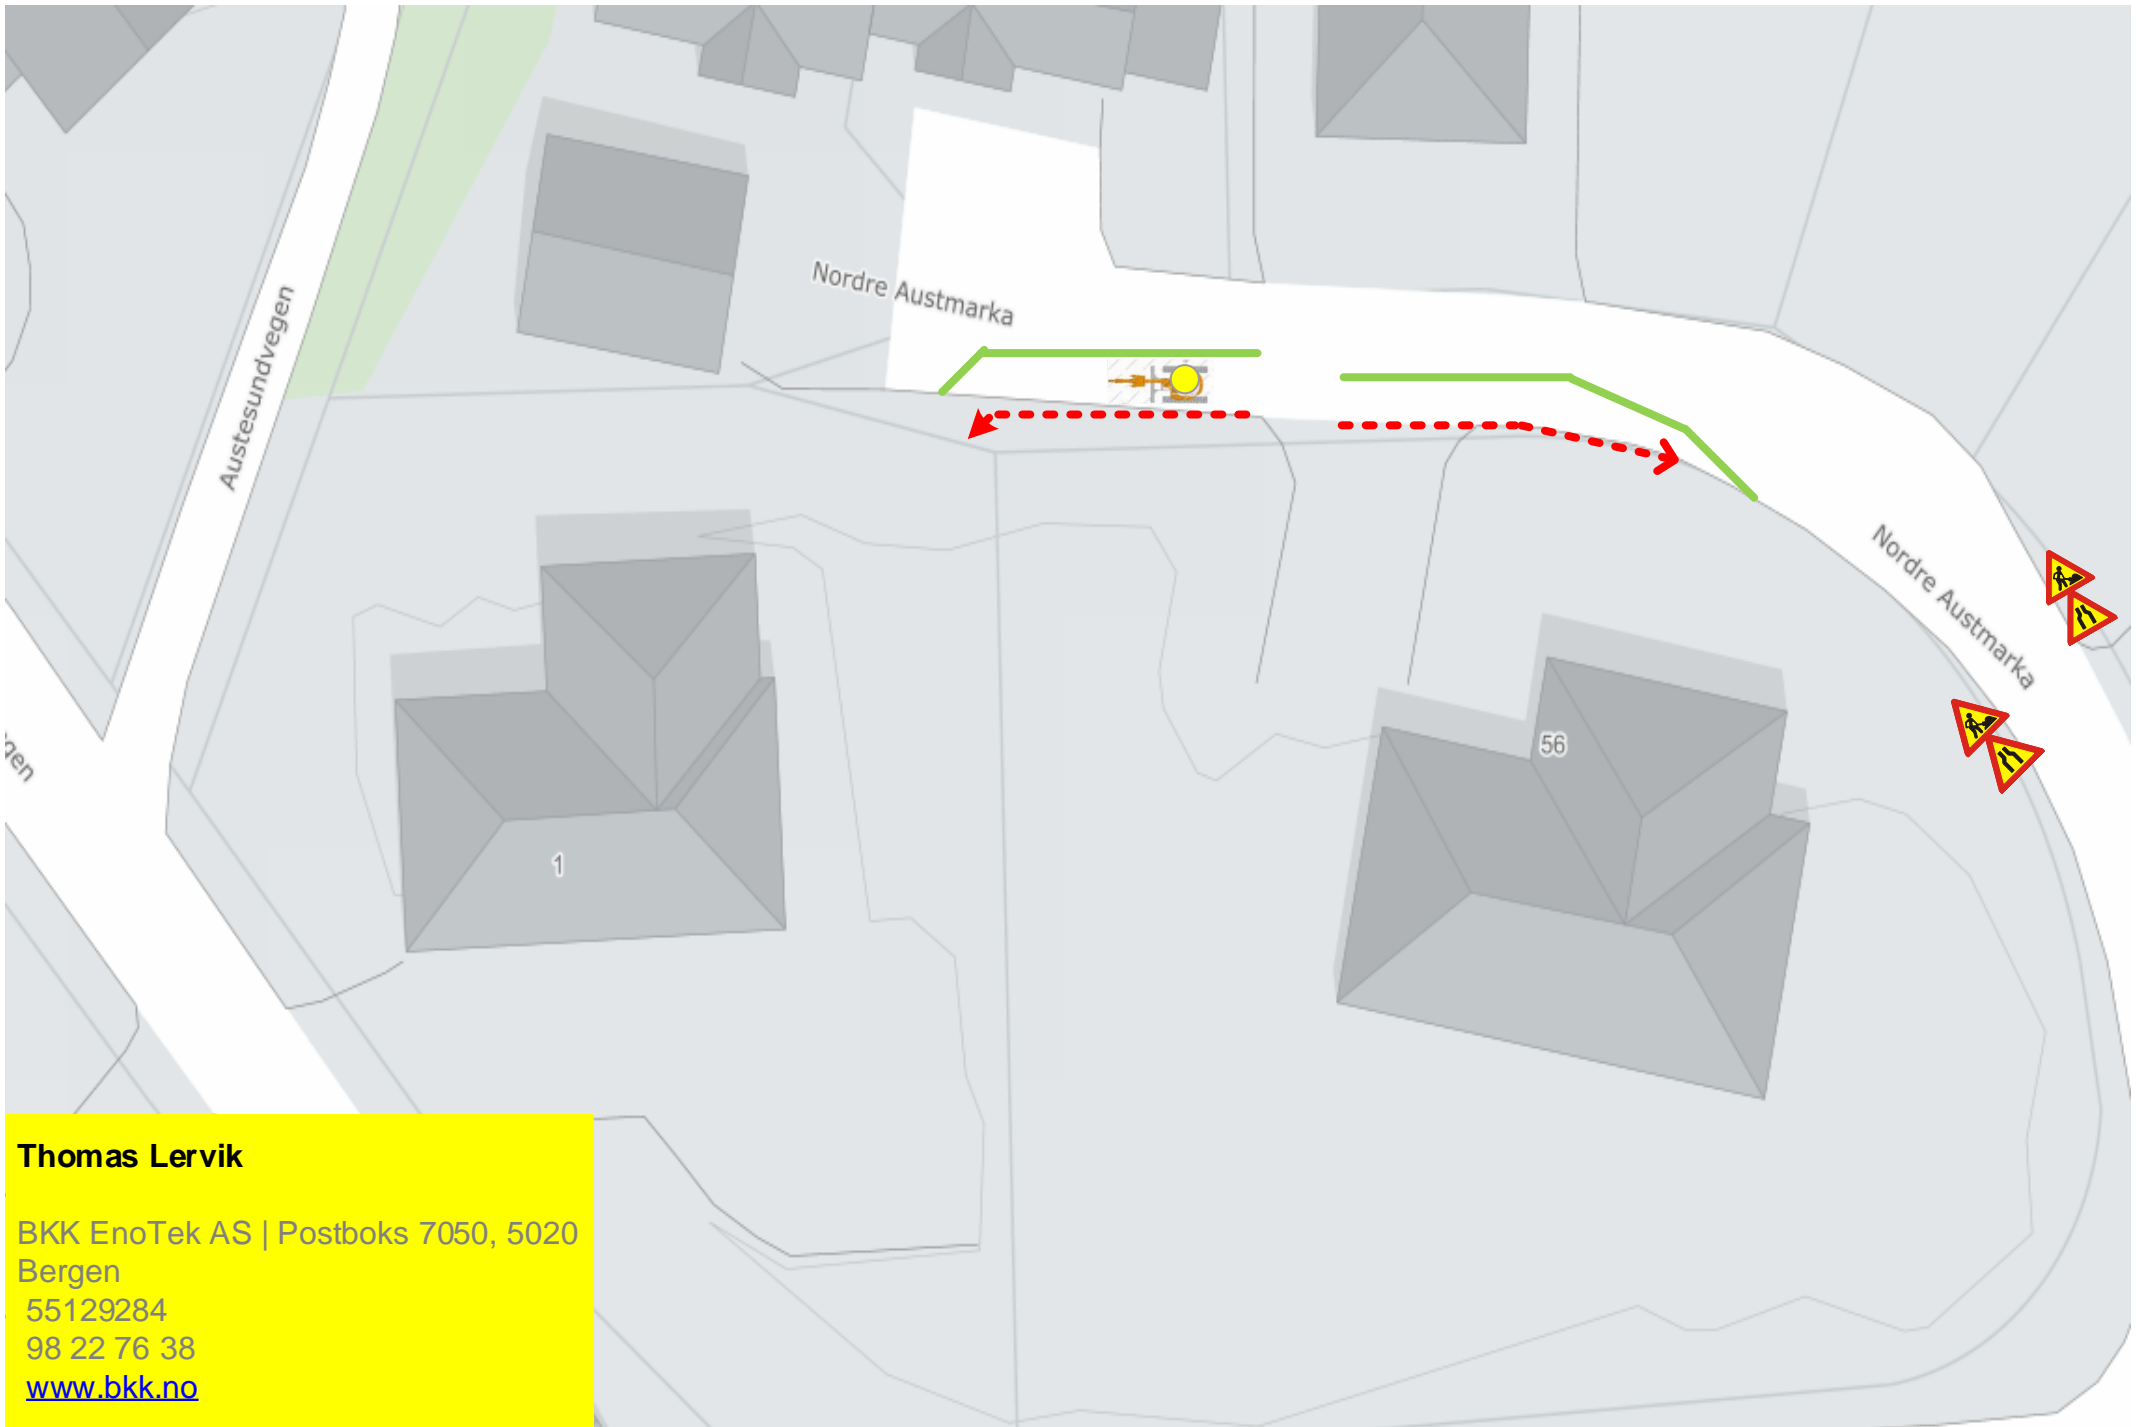 Nordre Austmarka
Austesundvegen
Nordre Austmarka
gen
56
1
Thomas Lervik
BKK EnoTek AS | Postboks 7050, 5020
Bergen
55129284
98 22 76 38
www.bkk.no